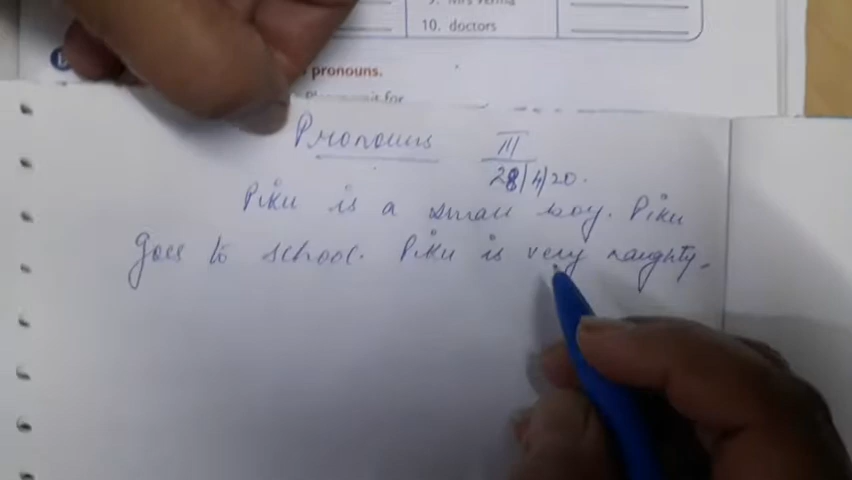 10. doctors
pronouns.
for
Pronouns III
28/4/20.
Piku is a small boy. Piku
goes to school. Piku is very naughty.